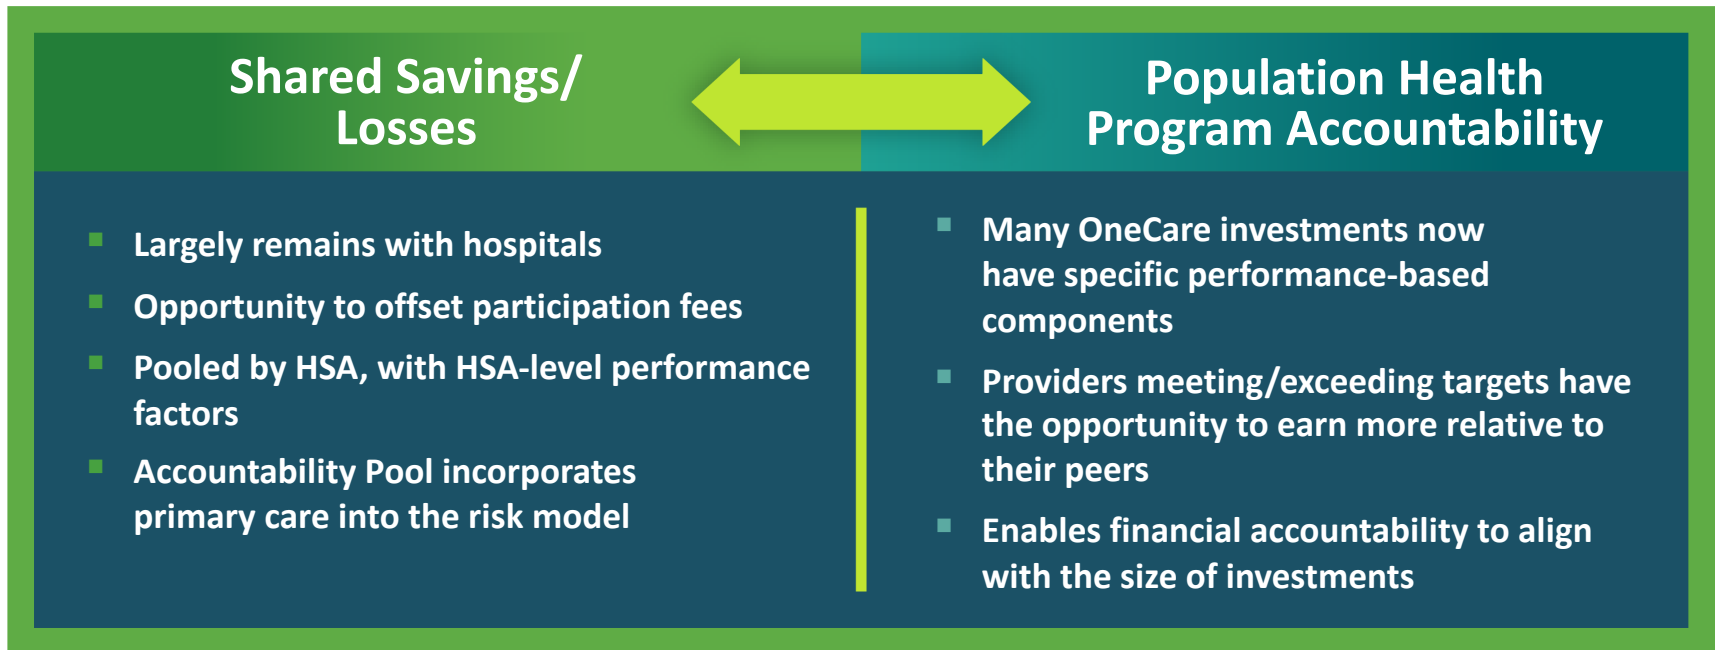 Shared Savings/
Losses
Population Health
Program Accountability
Largely remains with hospitals
Opportunity to offset participation fees
Pooled by HSA, with HSA-level performance
factors
Accountability Pool incorporates
primary care into the risk model
Many OneCare investments now
have specific performance-based
components
Providers meeting/exceeding targets have
the opportunity to earn more relative to
their peers
Enables financial accountability to align
with the size of investments